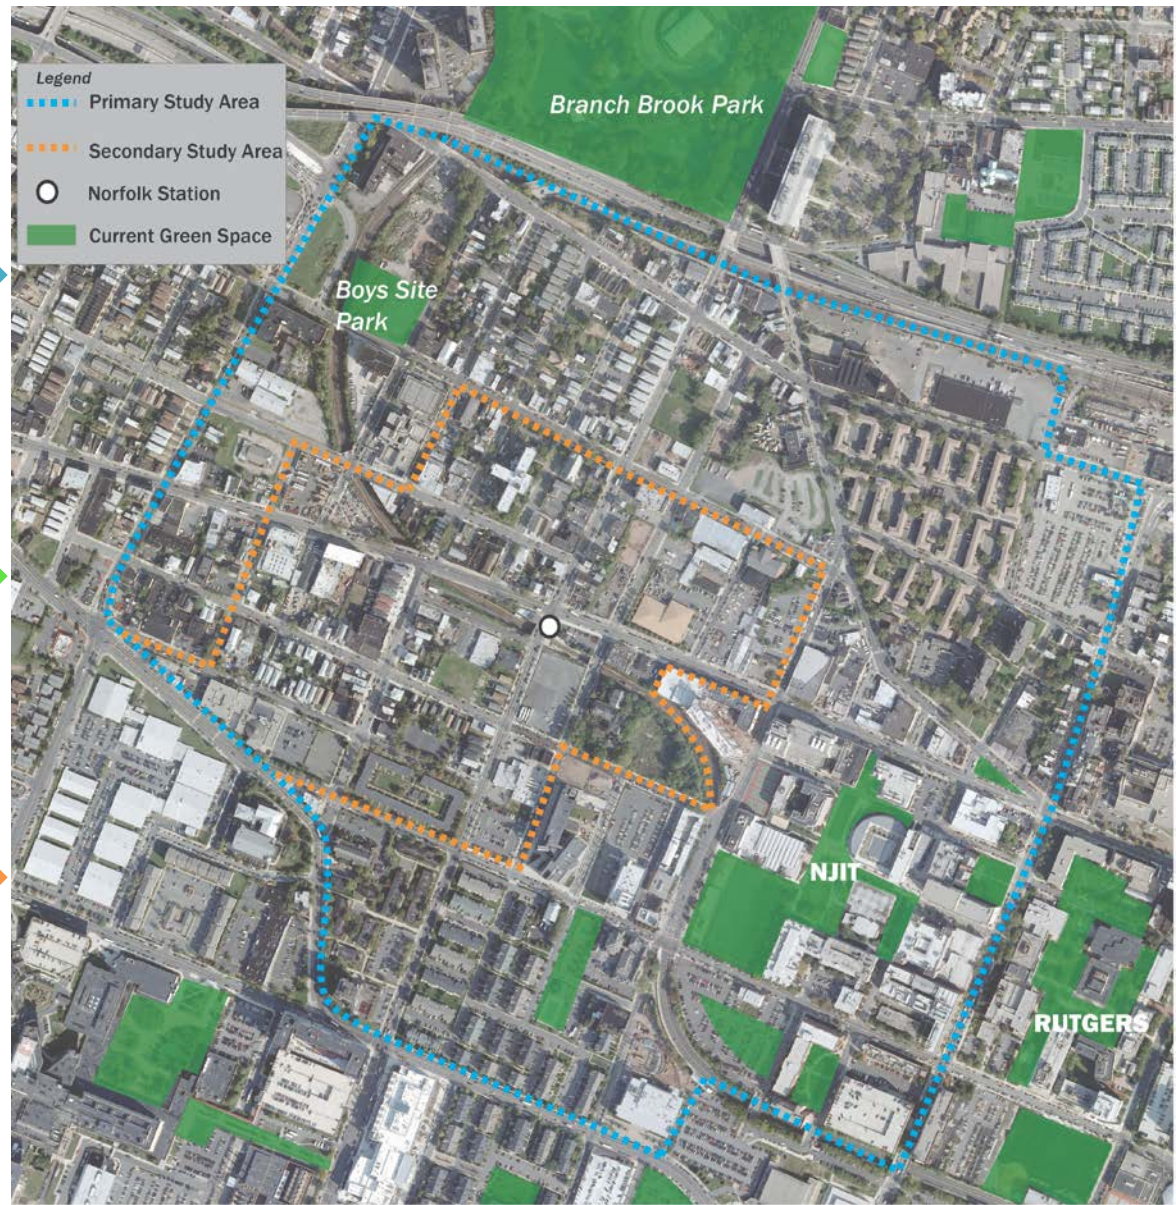 Legend
Primary Study Area
Secondary Study Area
Norfolk Station
Current Green Space
Branch Brook Park
Boys Site
Park
NJIT
RUTGERS